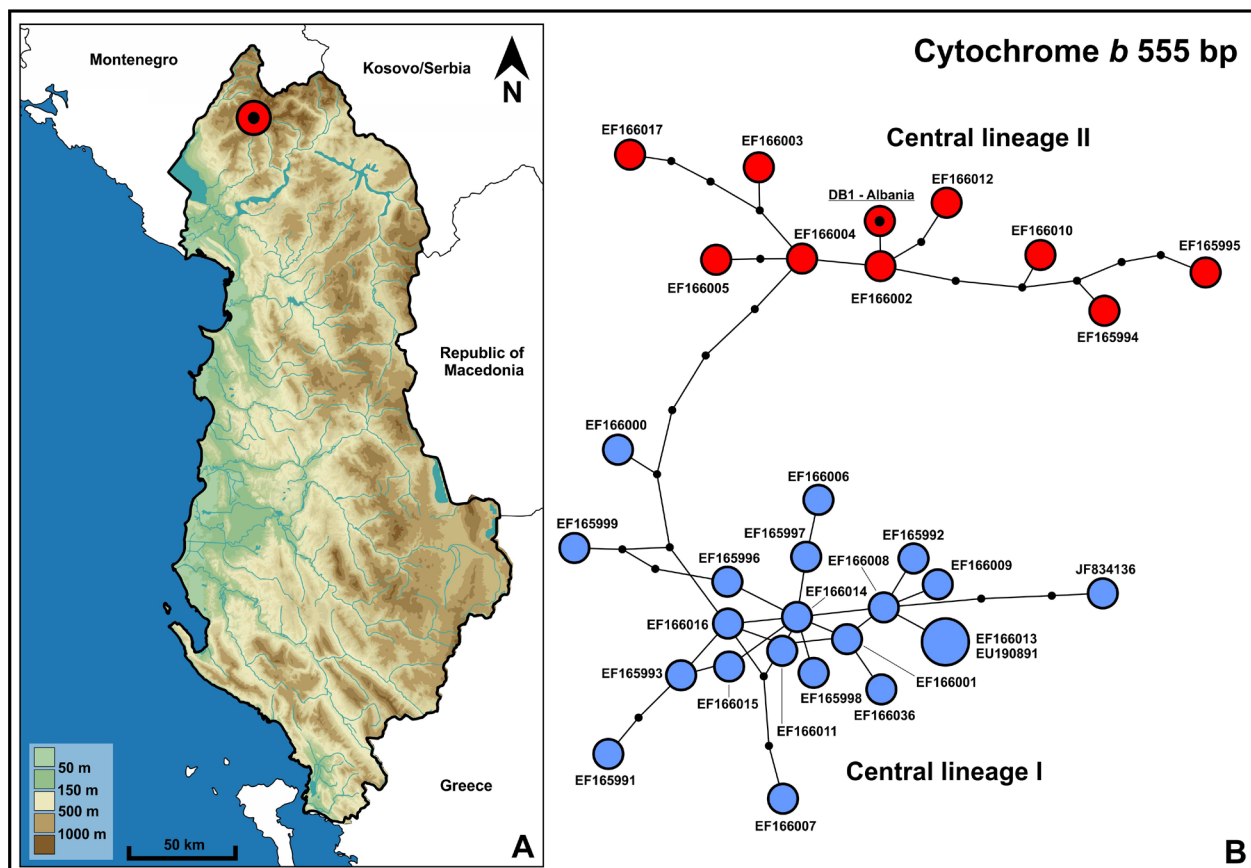 Montenegro
Kosovo/Serbia
N
Republic of
Macedonia
Greece
50 m
150 m
500 m
1000 m
50 km
A
Cytochrome b 555 bp
Central lineage II
EF166017
EF166003
DB1 - Albania
EF166012
EF166004
EF166010
EF165995
EF166005
EF166002
EF165994
EF166000
EF166006
EF165999
EF165997
EF165992
EF165996
EF166008
EF166009
JF834136
EF166014
EF166016
EF166013
EU190891
EF165993
EF166001
EF166015
EF165998
EF166036
EF166011
EF165991
Central lineage I
EF166007
B